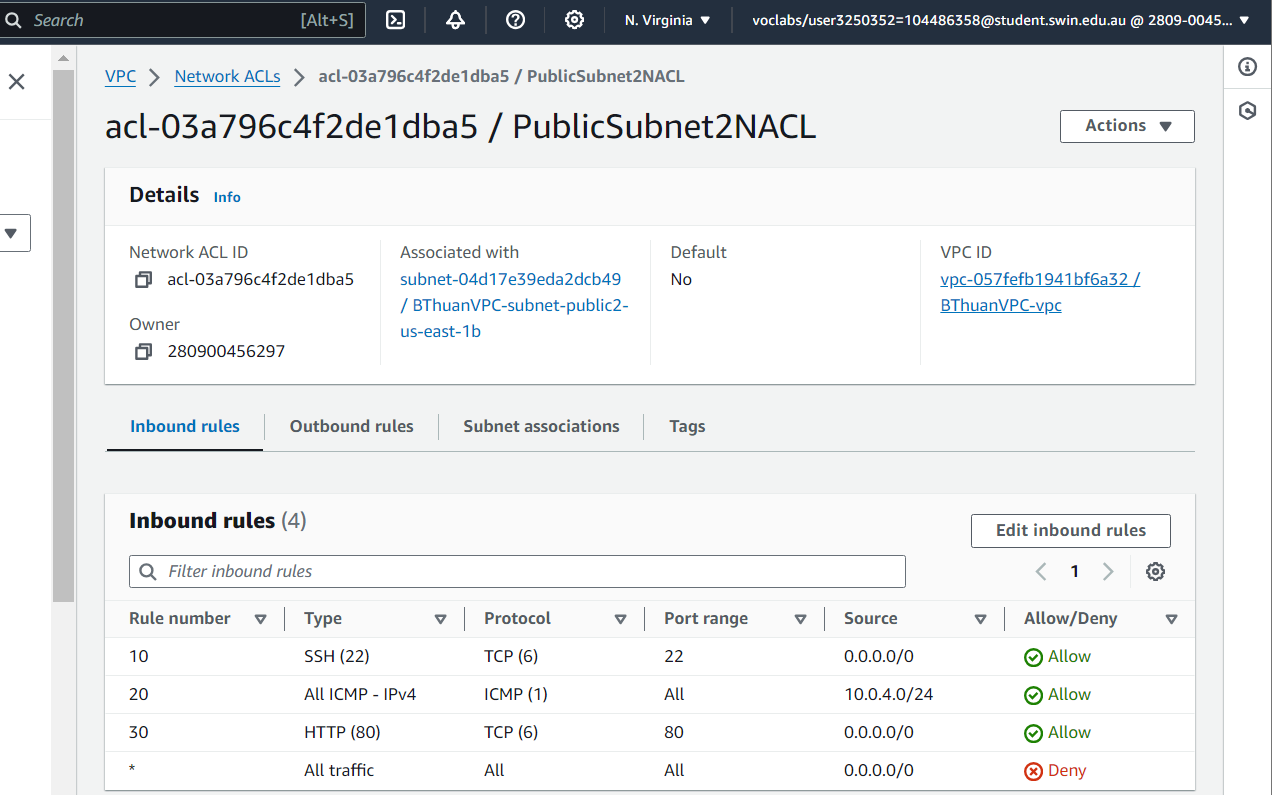 Search [Alt+S] N. Virginia voclabs/user3250352=104486358@student.swin.edu.au @ 2809-0045...
VPC Network ACLs acl-03a796c4f2de1dba5 / PublicSubnet2NACL
acl-03a796c4f2de1dba5 / PublicSubnet2NACL
Actions
Details Info
Network ACL ID
acl-03a796c4f2de1dba5
Owner
280900456297
Associated with
subnet-04d17e39eda2dcb49
/ BThuanVPC-subnet-public2-
us-east-1b
Default
No
VPC ID
vpc-057fefb1941bf6a32 /
BThuanVPC-vpc
Inbound rules Outbound rules Subnet associations Tags
Inbound rules (4)
Edit inbound rules
Filter inbound rules
1
Rule number Type Protocol Port range Source Allow/Deny
10 SSH (22) TCP (6) 22 0.0.0.0/0 Allow
20 All ICMP - IPv4 ICMP (1) All 10.0.4.0/24 Allow
30 HTTP (80) TCP (6) 80 0.0.0.0/0 Allow
* All traffic All All 0.0.0.0/0 Deny